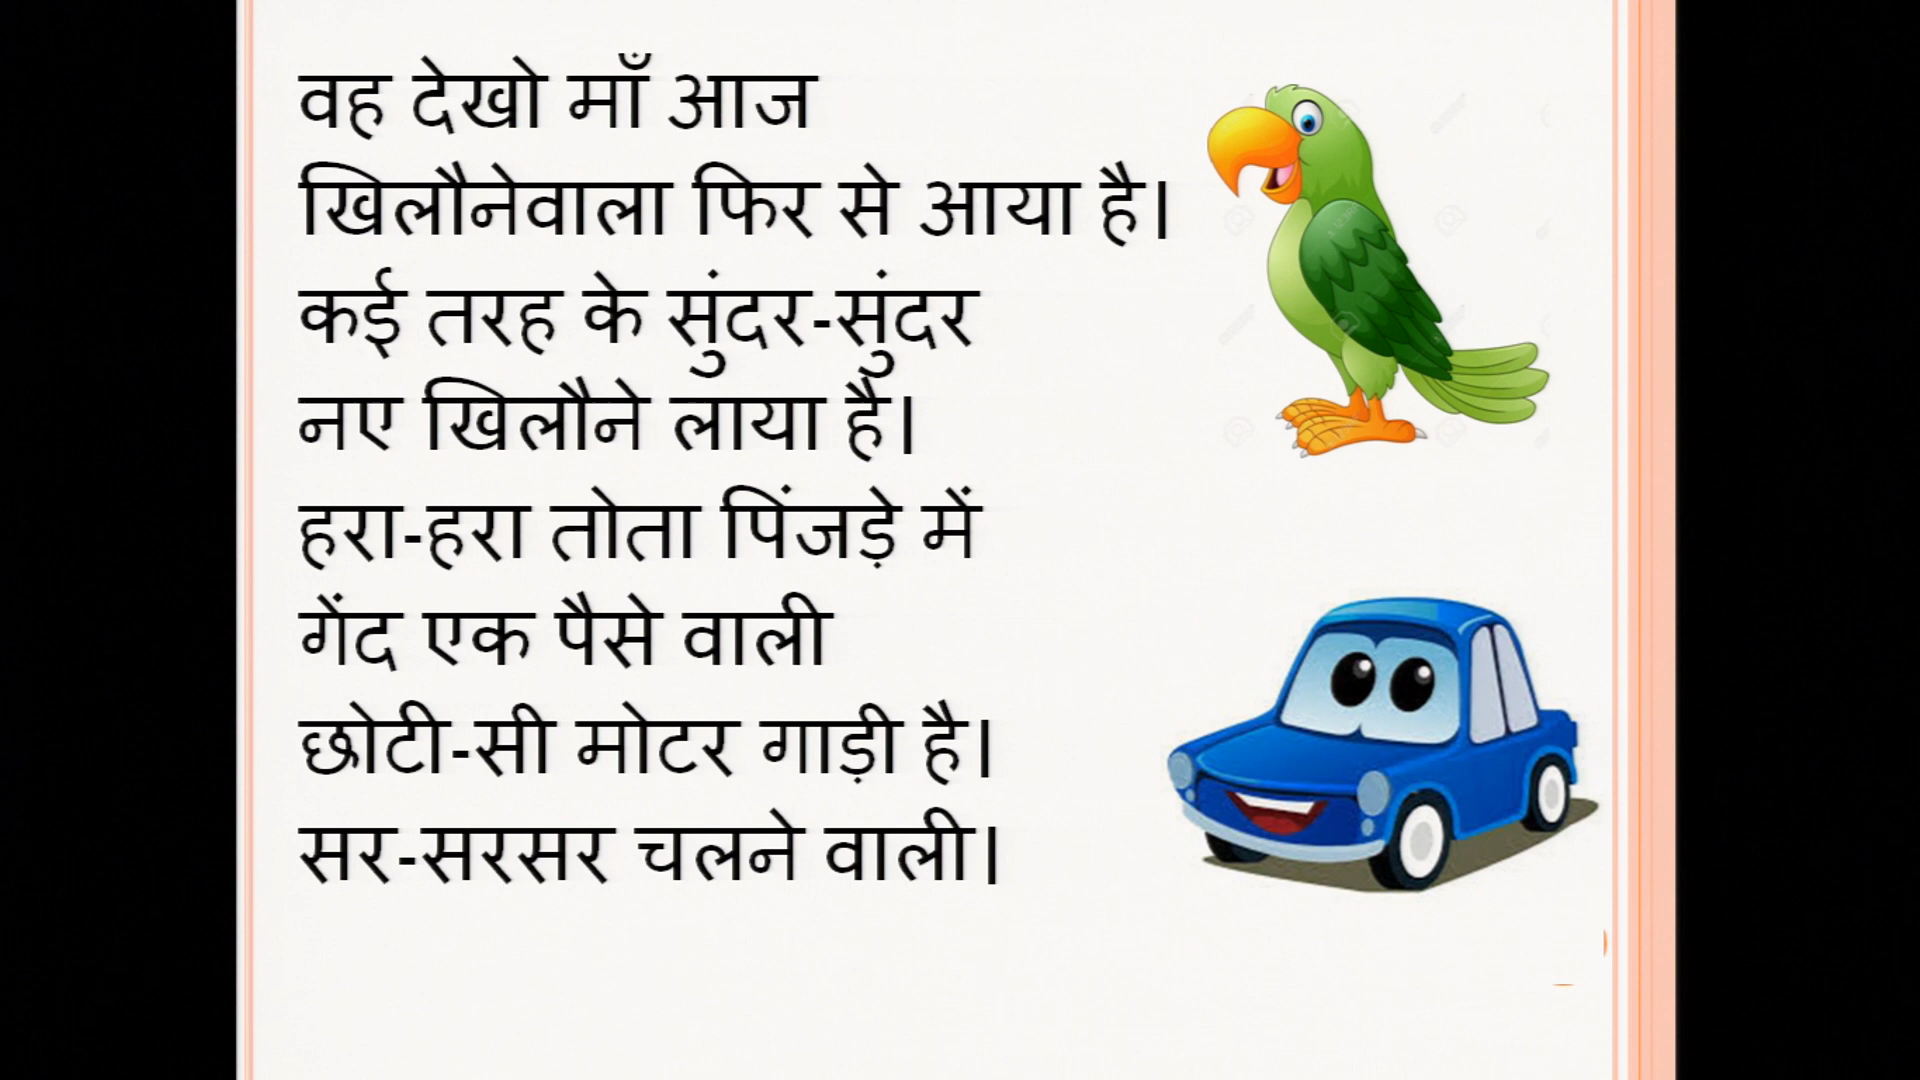 वह देखो माँ आज
खिलौनेवाला फिर से आया है।
कई तरह के सुंदर-सुंदर
नए खिलौने लाया है।
हरा-हरा तोता पिंजड़े में
गेंद एक पैसे वाली
छोटी-सी मोटर गाड़ी है।
सर-सरसर चलने वाली।